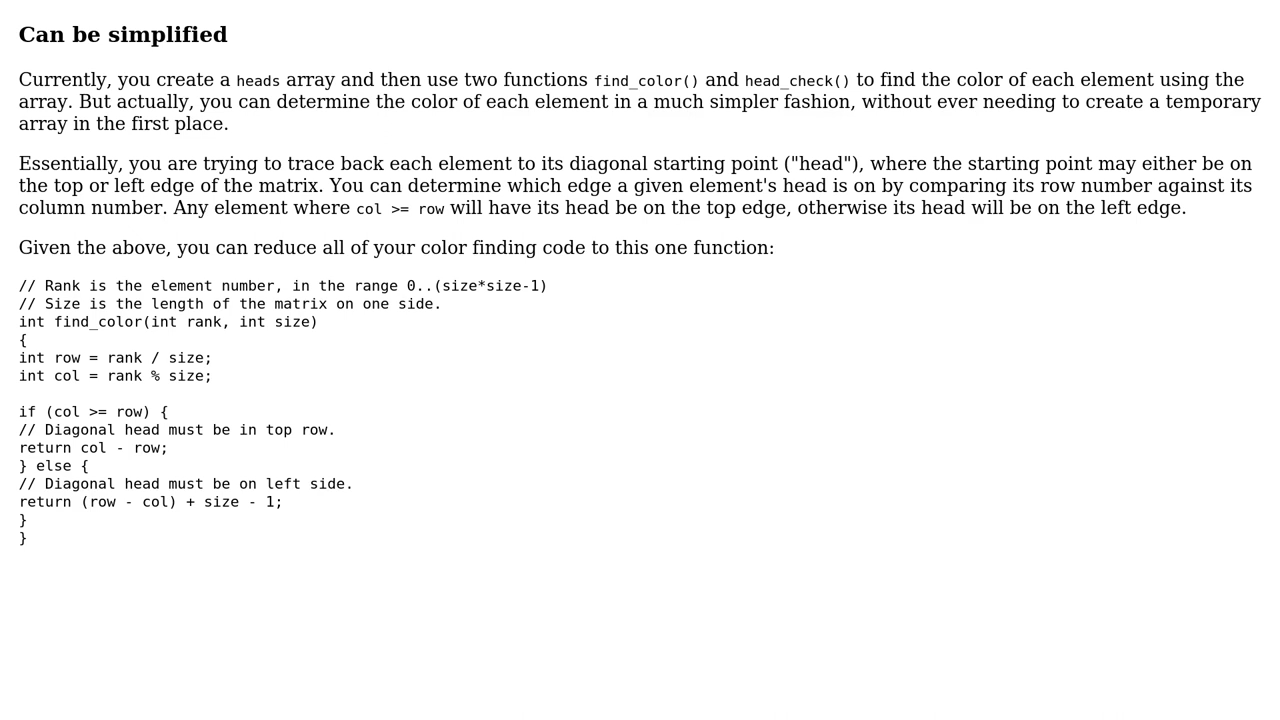 Can be simplified
Currently, you create a heads array and then use two functions find_color() and head_check() to find the color of each element using the
array. But actually, you can determine the color of each element in a much simpler fashion, without ever needing to create a temporary
array in the first place.
Essentially, you are trying to trace back each element to its diagonal starting point ("head"), where the starting point may either be on
the top or left edge of the matrix. You can determine which edge a given element's head is on by comparing its row number against its
column number. Any element where col >= row will have its head be on the top edge, otherwise its head will be on the left edge.
Given the above, you can reduce all of your color finding code to this one function:
// Rank is the element number, in the range 0..(size*size-1)
// Size is the length of the matrix on one side.
int find_color(int rank, int size)
{
int row = rank / size;
int col = rank % size;
if (col >= row) {
// Diagonal head must be in top row.
return col - row;
} else {
// Diagonal head must be on left side.
return (row - col) + size - 1;
}
}